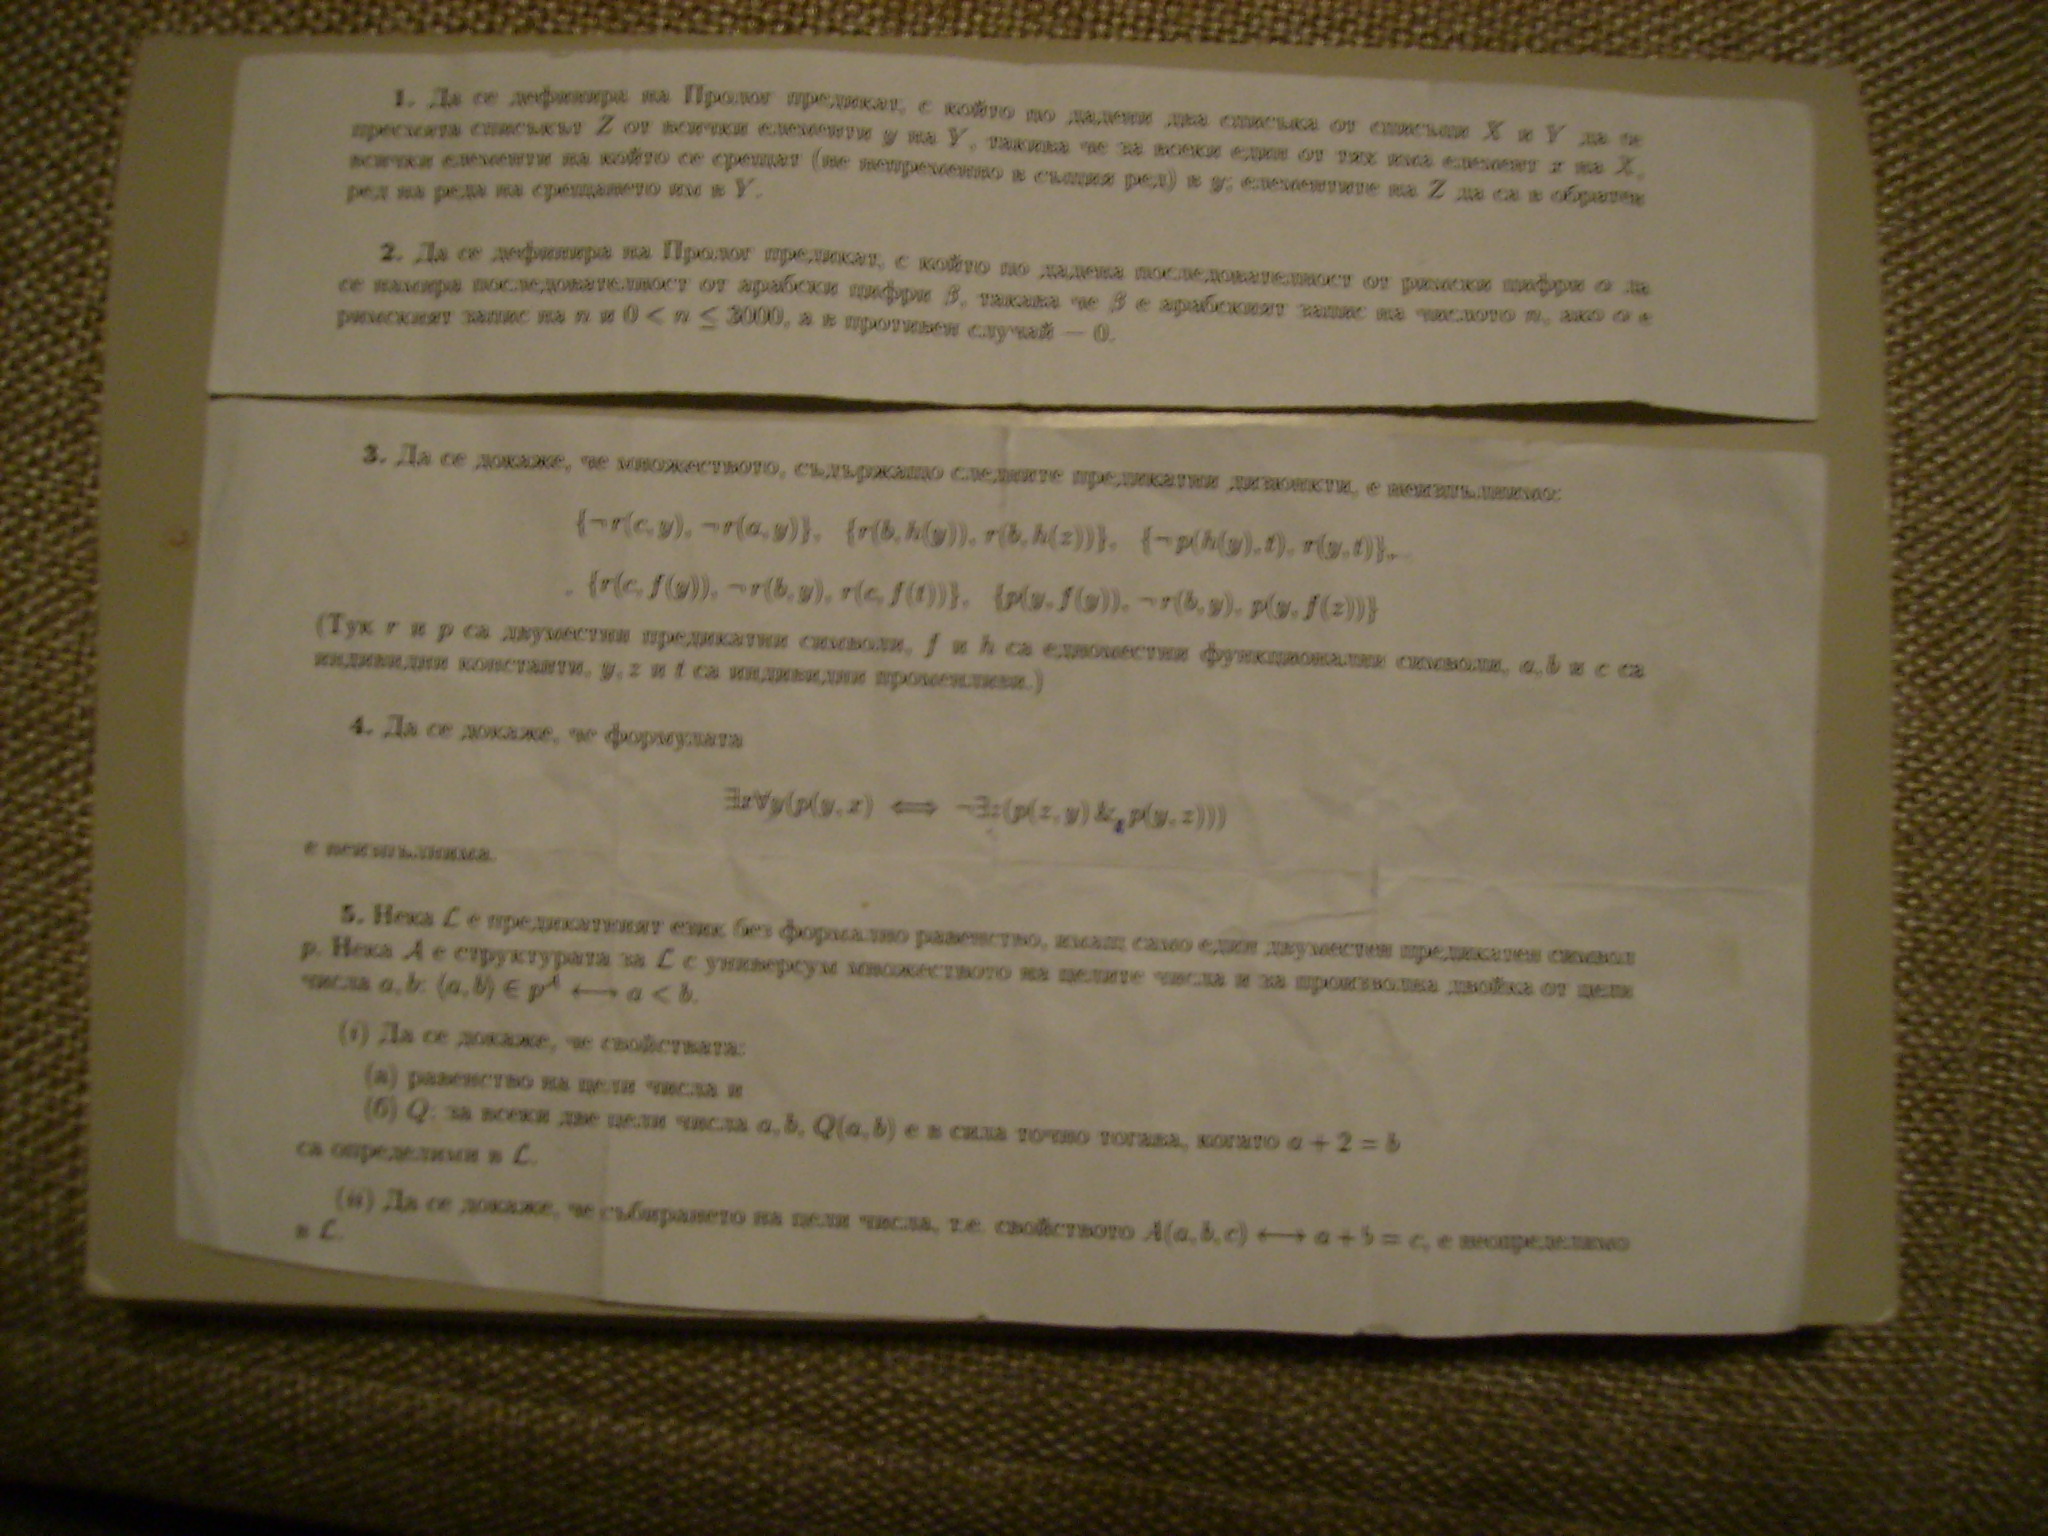 1. Да се дефинира на Пролог предикат, с който по дадени два списъка от списъци X и Y да се
пресмята списъкът Z от всички елементи y на Y, такива че за всеки един от тях има елемент x на X,
всички елементи на който се срещат (не непременно в същия ред) в y; елементите на Z да са в обратен
ред на реда на срещането им в Y.
2. Да се дефинира на Пролог предикат, с който по дадена последователност от римски цифри α да
се намира последователност от арабски цифри β, такава че β е арабският запис на числото n, ако α е
римският запис на n и 0 < n ≤ 3000, а в противен случай — 0.
3. Да се докаже, че множеството, съдържащо следните предикатни дизюнкти, е неизпълнимо:
{¬r(c, y), ¬r(a, y)}, {r(b, h(y)), r(b, h(z))}, {¬p(h(y), t), r(y, t)},
{r(c, f(y)), ¬r(b, y), r(c, f(t))}, {p(y, f(y)), ¬r(b, y), p(y, f(z))}
(Тук r и p са двуместни предикатни символи, f и h са едноместни функционални символи, a, b и c са
индивидни константи, y, z и t са индивидни променливи.)
4. Да се докаже, че формулата
∃x∀y(p(y, x) ⟺ ¬∃z(p(z, y) & p(y, z)))
е неизпълнима.
5. Нека ℒ е предикатният език без формално равенство, имащ само един двуместен предикатен символ
p. Нека 𝒜 е структурата за ℒ с универсум множеството на целите числа и за произволна двойка от цели
числа a, b: (a, b) ∈ p^𝒜 ⟷ a < b.
(i) Да се докаже, че свойствата:
(а) равенство на цели числа и
(б) Q: за всеки две цели числа a, b, Q(a, b) е в сила точно тогава, когато a + 2 = b
са определими в ℒ.
(ii) Да се докаже, че събирането на цели числа, т.е. свойството A(a, b, c) ⟷ a + b = c, е неопределимо
в ℒ.